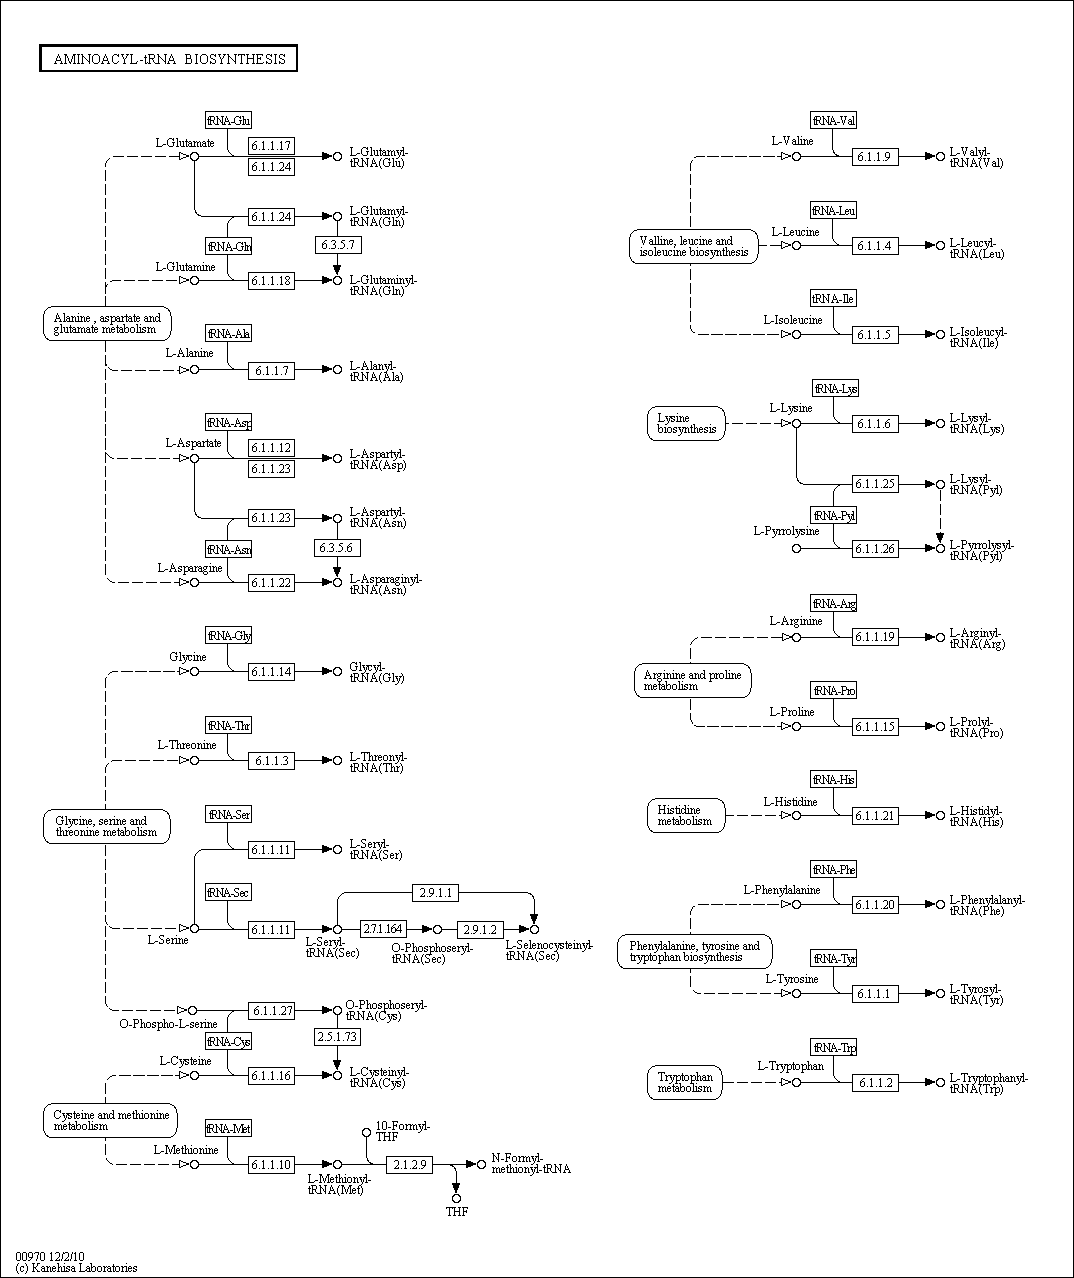 AMINOACYL-tRNA BIOSYNTHESIS
tRNA-Glu
L-Glutamate
6.1.1.17
6.1.1.24
L-Glutamyl-
tRNA(Glu)
6.1.1.24
L-Glutamyl-
tRNA(Gln)
tRNA-Gln
6.3.5.7
L-Glutamine
6.1.1.18
L-Glutaminyl-
tRNA(Gln)
Alanine , aspartate and
glutamate metabolism
tRNA-Ala
L-Alanine
6.1.1.7
L-Alanyl-
tRNA(Ala)
tRNA-Asp
L-Aspartate
6.1.1.12
6.1.1.23
L-Aspartyl-
tRNA(Asp)
6.1.1.23
L-Aspartyl-
tRNA(Asn)
tRNA-Asn
6.3.5.6
L-Asparagine
6.1.1.22
L-Asparaginyl-
tRNA(Asn)
tRNA-Gly
Glycine
6.1.1.14
Glycyl-
tRNA(Gly)
tRNA-Thr
L-Threonine
6.1.1.3
L-Threonyl-
tRNA(Thr)
Glycine, serine and
threonine metabolism
tRNA-Ser
6.1.1.11
L-Seryl-
tRNA(Ser)
tRNA-Sec
L-Serine
6.1.1.11
L-Seryl-
tRNA(Sec)
2.9.1.1
2.7.1.164
O-Phosphoseryl-
tRNA(Sec)
2.9.1.2
L-Selenocysteinyl-
tRNA(Sec)
O-Phospho-L-serine
6.1.1.27
O-Phosphoseryl-
tRNA(Cys)
tRNA-Cys
2.5.1.73
L-Cysteine
6.1.1.16
L-Cysteinyl-
tRNA(Cys)
Cysteine and methionine
metabolism
tRNA-Met
L-Methionine
6.1.1.10
L-Methionyl-
tRNA(Met)
10-Formyl-
THF
2.1.2.9
N-Formyl-
methionyl-tRNA
THF
tRNA-Val
L-Valine
6.1.1.9
L-Valyl-
tRNA(Val)
tRNA-Leu
Valline, leucine and
isoleucine biosynthesis
L-Leucine
6.1.1.4
L-Leucyl-
tRNA(Leu)
tRNA-Ile
L-Isoleucine
6.1.1.5
L-Isoleucyl-
tRNA(Ile)
tRNA-Lys
Lysine
biosynthesis
L-Lysine
6.1.1.6
L-Lysyl-
tRNA(Lys)
6.1.1.25
L-Lysyl-
tRNA(Pyl)
tRNA-Pyl
L-Pyrrolysine
6.1.1.26
L-Pyrrolysyl-
tRNA(Pyl)
tRNA-Arg
L-Arginine
6.1.1.19
L-Arginyl-
tRNA(Arg)
Arginine and proline
metabolism
tRNA-Pro
L-Proline
6.1.1.15
L-Prolyl-
tRNA(Pro)
tRNA-His
Histidine
metabolism
L-Histidine
6.1.1.21
L-Histidyl-
tRNA(His)
tRNA-Phe
L-Phenylalanine
6.1.1.20
L-Phenylalanyl-
tRNA(Phe)
Phenylalanine, tyrosine and
tryptophan biosynthesis
tRNA-Tyr
L-Tyrosine
6.1.1.1
L-Tyrosyl-
tRNA(Tyr)
tRNA-Trp
Tryptophan
metabolism
L-Tryptophan
6.1.1.2
L-Tryptophanyl-
tRNA(Trp)
00970 12/2/10
(c) Kanehisa Laboratories